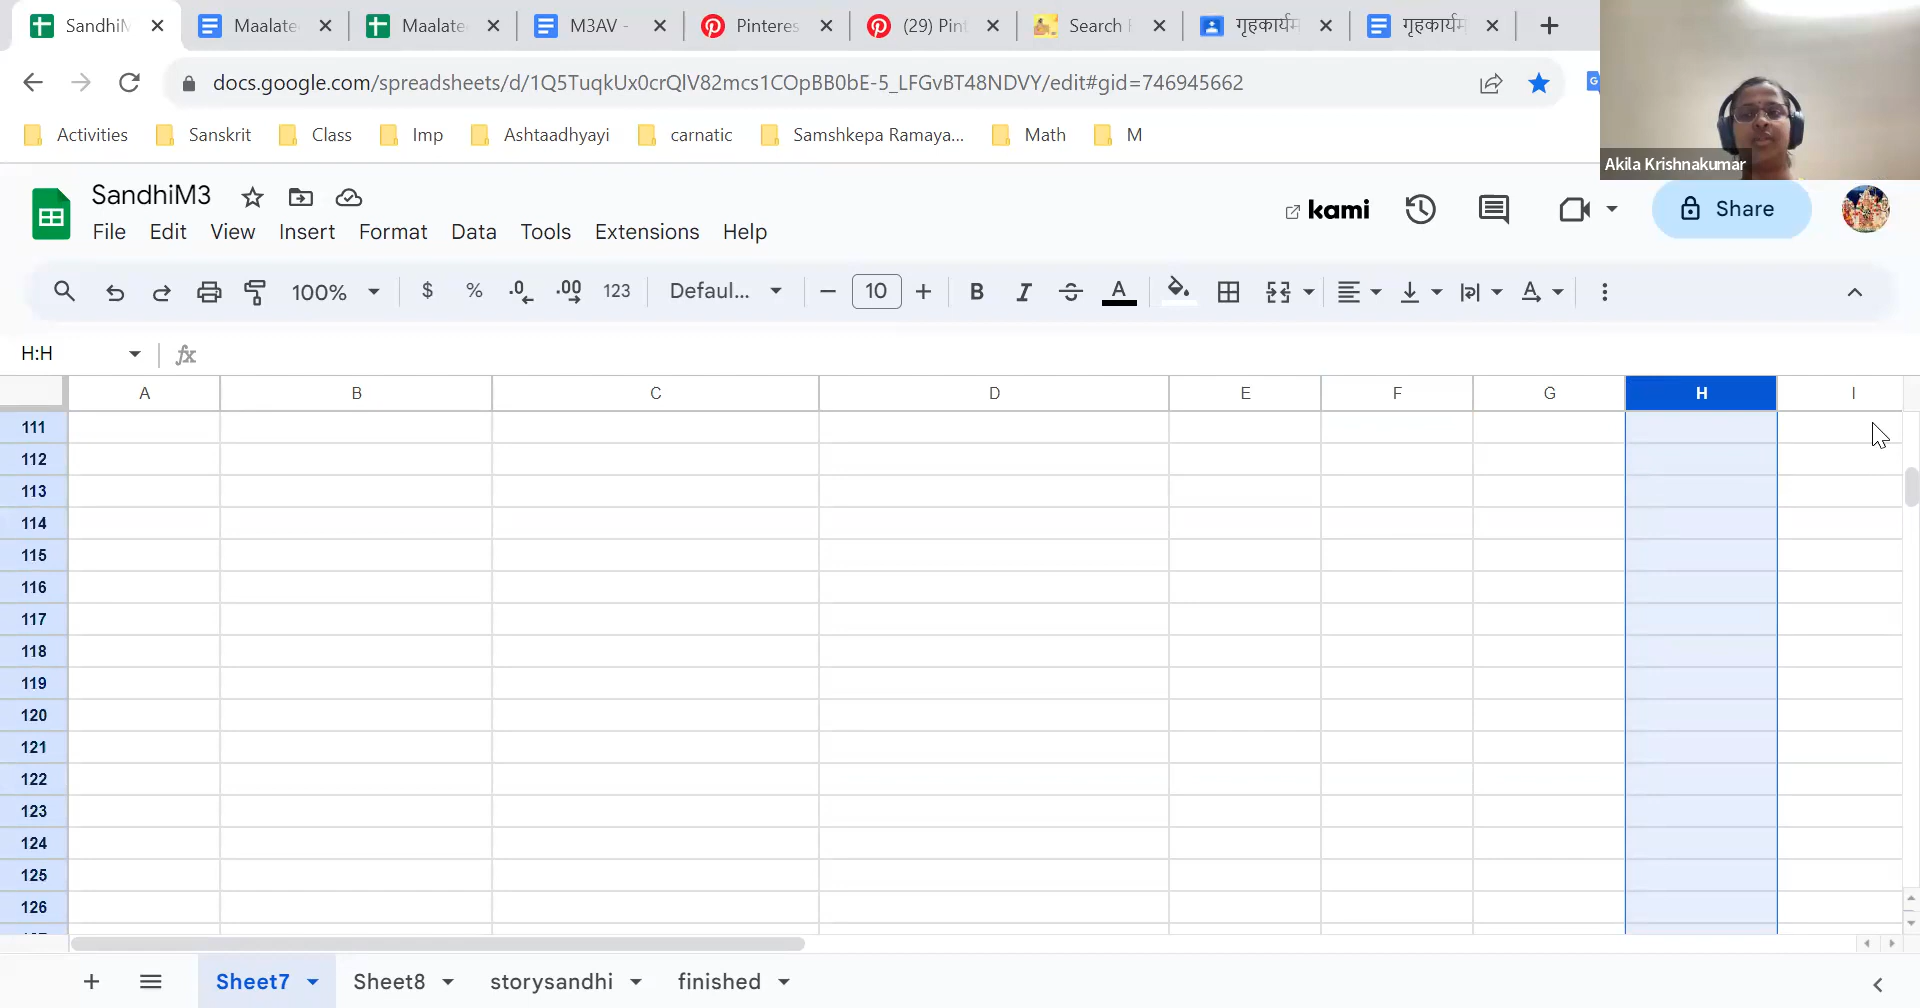 SandhiM
Maalate
Maalate
M3AV -
Pinteres
(29) Pint
Search
गृहकार्यम
गृहकार्यम
docs.google.com/spreadsheets/d/1Q5TuqkUx0crQlV82mcs1COpBB0bE-5_LFGvBT48NDVY/edit#gid=746945662
Activities Sanskrit Class Imp Ashtaadhyayi carnatic Samshkepa Ramaya... Math M
Akila Krishnakumar
SandhiM3
kami
Share
File Edit View Insert Format Data Tools Extensions Help
100% $ % .0 .00 123 Defaul... 10 B I S A
H:H fx
A B C D E F G H I
111
112
113
114
115
116
117
118
119
120
121
122
123
124
125
126
Sheet7 Sheet8 storysandhi finished